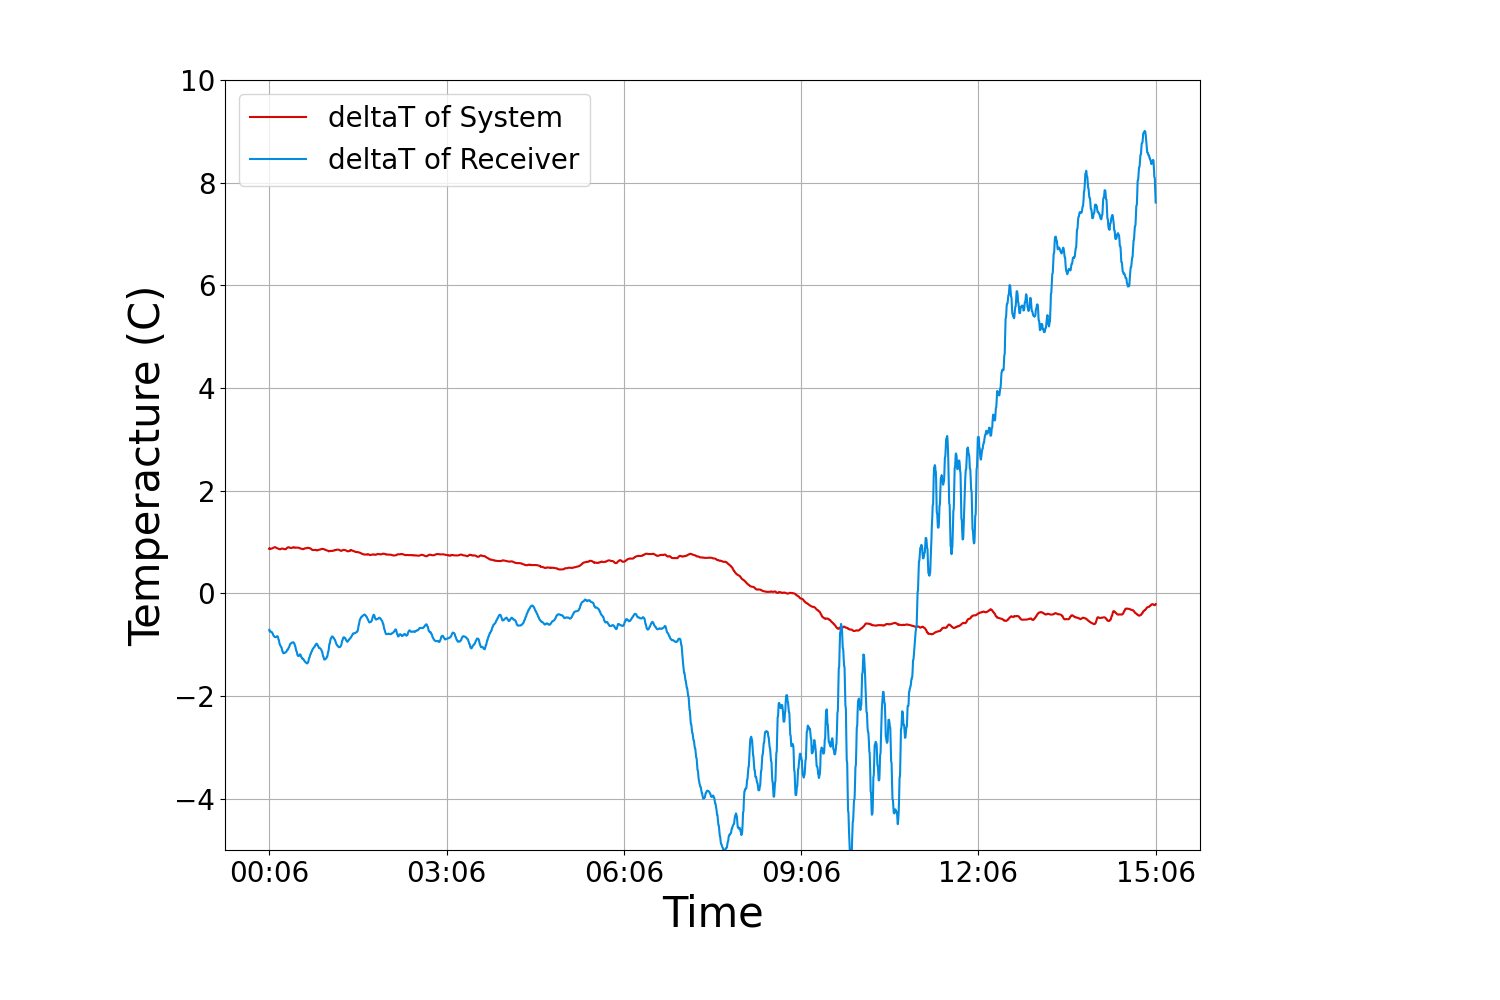 deltaT of System
deltaT of Receiver
10
8
6
4
2
0
−2
−4
Temperacture (C)
00:06 03:06 06:06 09:06 12:06 15:06
Time